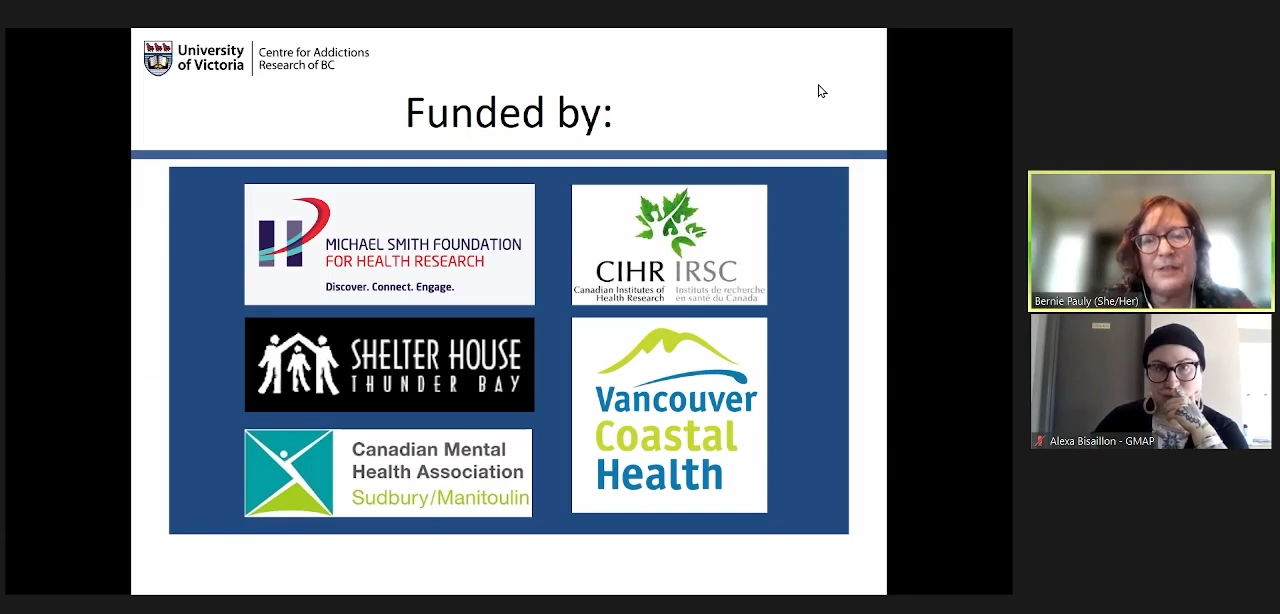 University
of Victoria
Centre for Addictions
Research of BC
Funded by:
MICHAEL SMITH FOUNDATION
FOR HEALTH RESEARCH
Discover. Connect. Engage.
CIHR IRSC
Canadian Institutes of
Health Research
Instituts de recherche
en santé du Canada
SHELTER HOUSE
THUNDER BAY
Vancouver
Coastal
Health
Canadian Mental
Health Association
Sudbury/Manitoulin
Bernie Pauly (She/Her)
Alexa Bisaillon - GMAP